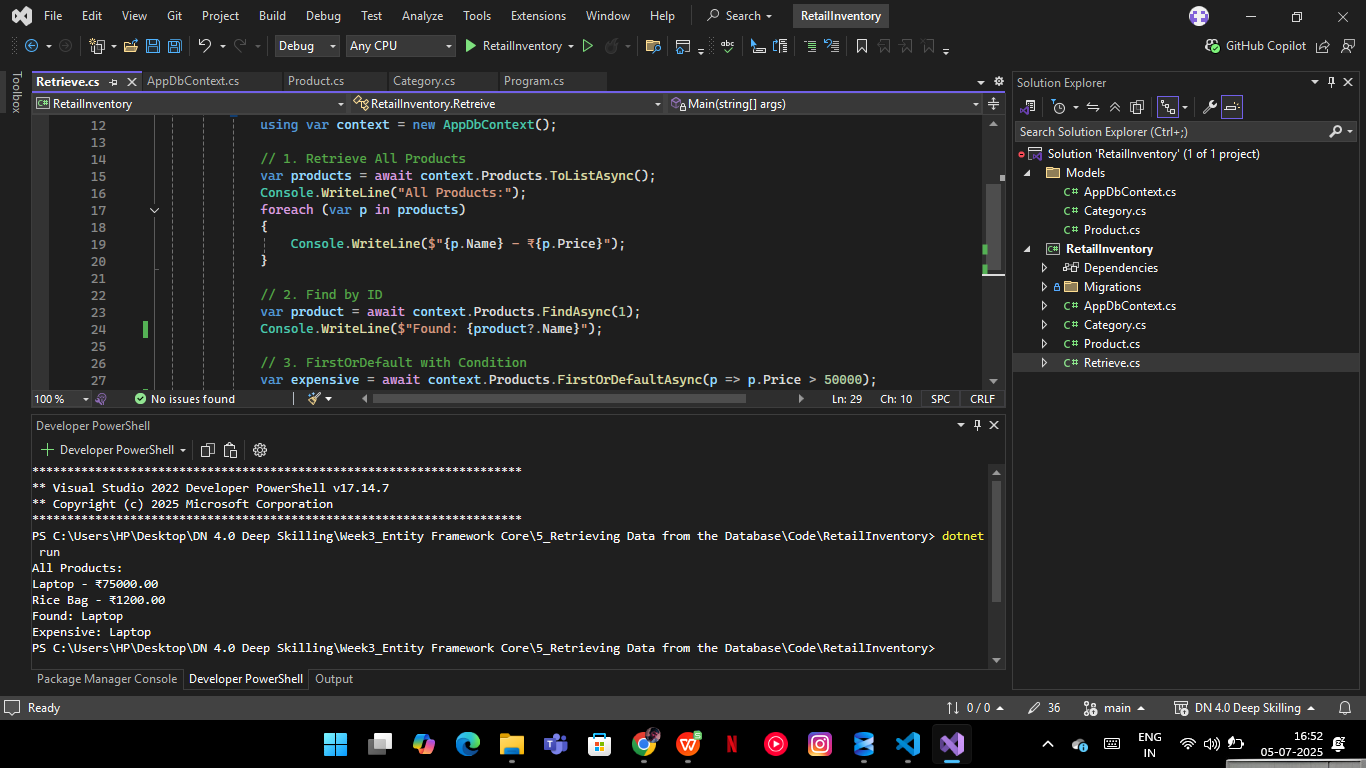 File Edit View Git Project Build Debug Test Analyze Tools Extensions Window Help Search RetailInventory
Debug Any CPU RetailInventory GitHub Copilot
Toolbox
Retrieve.cs AppDbContext.cs Product.cs Category.cs Program.cs
RetailInventory RetailInventory.Retreive Main(string[] args)
12 using var context = new AppDbContext();
13
14 // 1. Retrieve All Products
15 var products = await context.Products.ToListAsync();
16 Console.WriteLine("All Products:");
17 foreach (var p in products)
18 {
19 Console.WriteLine($"{p.Name} - ₹{p.Price}");
20 }
21
22 // 2. Find by ID
23 var product = await context.Products.FindAsync(1);
24 Console.WriteLine($"Found: {product?.Name}");
25
26 // 3. FirstOrDefault with Condition
27 var expensive = await context.Products.FirstOrDefaultAsync(p => p.Price > 50000);
100 % No issues found Ln: 29 Ch: 10 SPC CRLF
Developer PowerShell
Developer PowerShell
**********************************************************************
** Visual Studio 2022 Developer PowerShell v17.14.7
** Copyright (c) 2025 Microsoft Corporation
**********************************************************************
PS C:\Users\HP\Desktop\DN 4.0 Deep Skilling\Week3_Entity Framework Core\5_Retrieving Data from the Database\Code\RetailInventory> dotnet
run
All Products:
Laptop - ₹75000.00
Rice Bag - ₹1200.00
Found: Laptop
Expensive: Laptop
PS C:\Users\HP\Desktop\DN 4.0 Deep Skilling\Week3_Entity Framework Core\5_Retrieving Data from the Database\Code\RetailInventory>
Package Manager Console Developer PowerShell Output
Solution Explorer
Search Solution Explorer (Ctrl+;)
Solution 'RetailInventory' (1 of 1 project)
Models
C# AppDbContext.cs
C# Category.cs
C# Product.cs
C# RetailInventory
Dependencies
Migrations
C# AppDbContext.cs
C# Category.cs
C# Product.cs
C# Retrieve.cs
Ready 0 / 0 36 main DN 4.0 Deep Skilling
ENG
IN
16:52
05-07-2025